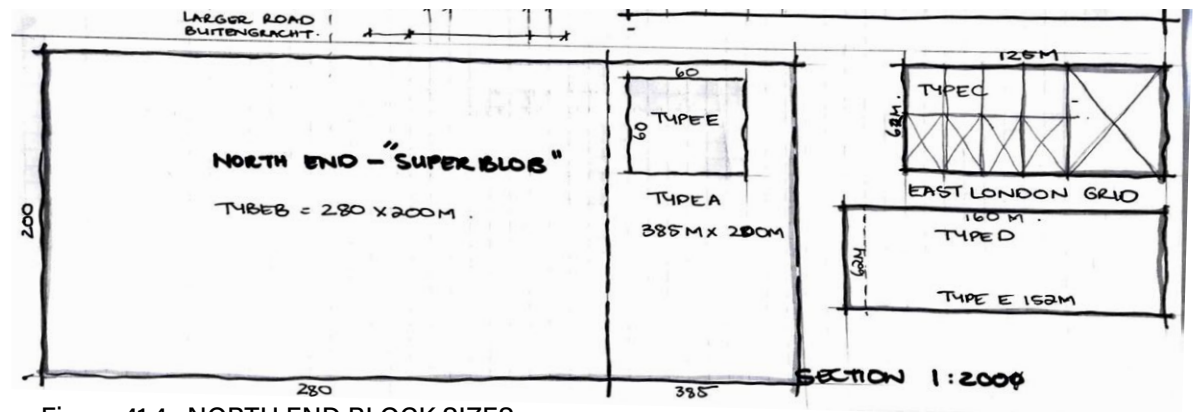 LARGER ROAD
BUITENGRACHT.
NORTH END - "SUPERBLOB"
TYBEB = 280 X 200M.
200
280
60
60
TYPEE
TYPEA
385M X 200M
385
125M
TYPEC
62M.
EAST LONDON GRID
160 M.
TYPED
TYPE E 152M
SECTION 1:2000
Figure 41.4 NORTH END BLOCK SIZES